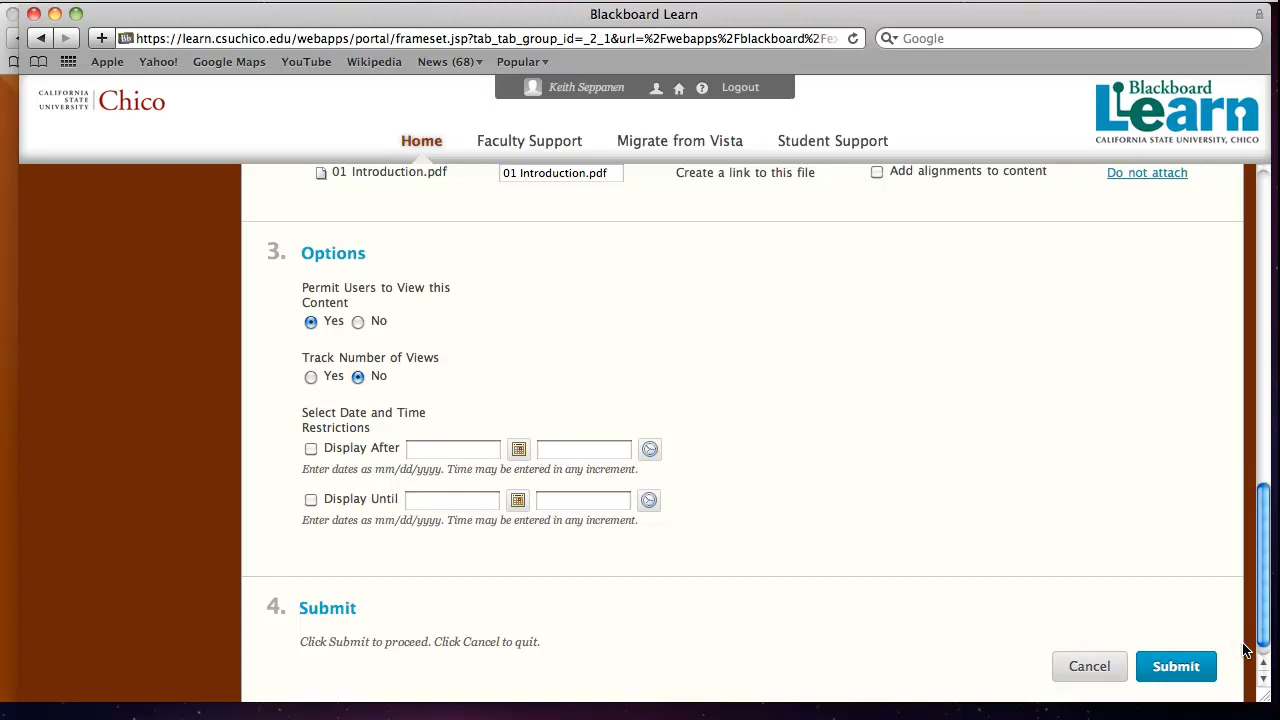 Blackboard Learn
https://learn.csuchico.edu/webapps/portal/frameset.jsp?tab_tab_group_id=_2_1&url=%2Fwebapps%2Fblackboard%2Fe
Google
Apple Yahoo! Google Maps YouTube Wikipedia News (68) Popular
CALIFORNIA STATE UNIVERSITY Chico
Keith Seppanen Logout
Blackboard Learn
CALIFORNIA STATE UNIVERSITY, CHICO
Home Faculty Support Migrate from Vista Student Support
01 Introduction.pdf 01 Introduction.pdf Create a link to this file Add alignments to content Do not attach
3. Options
Permit Users to View this
Content
Yes No
Track Number of Views
Yes No
Select Date and Time
Restrictions
Display After
Enter dates as mm/dd/yyyy. Time may be entered in any increment.
Display Until
Enter dates as mm/dd/yyyy. Time may be entered in any increment.
4. Submit
Click Submit to proceed. Click Cancel to quit.
Cancel Submit